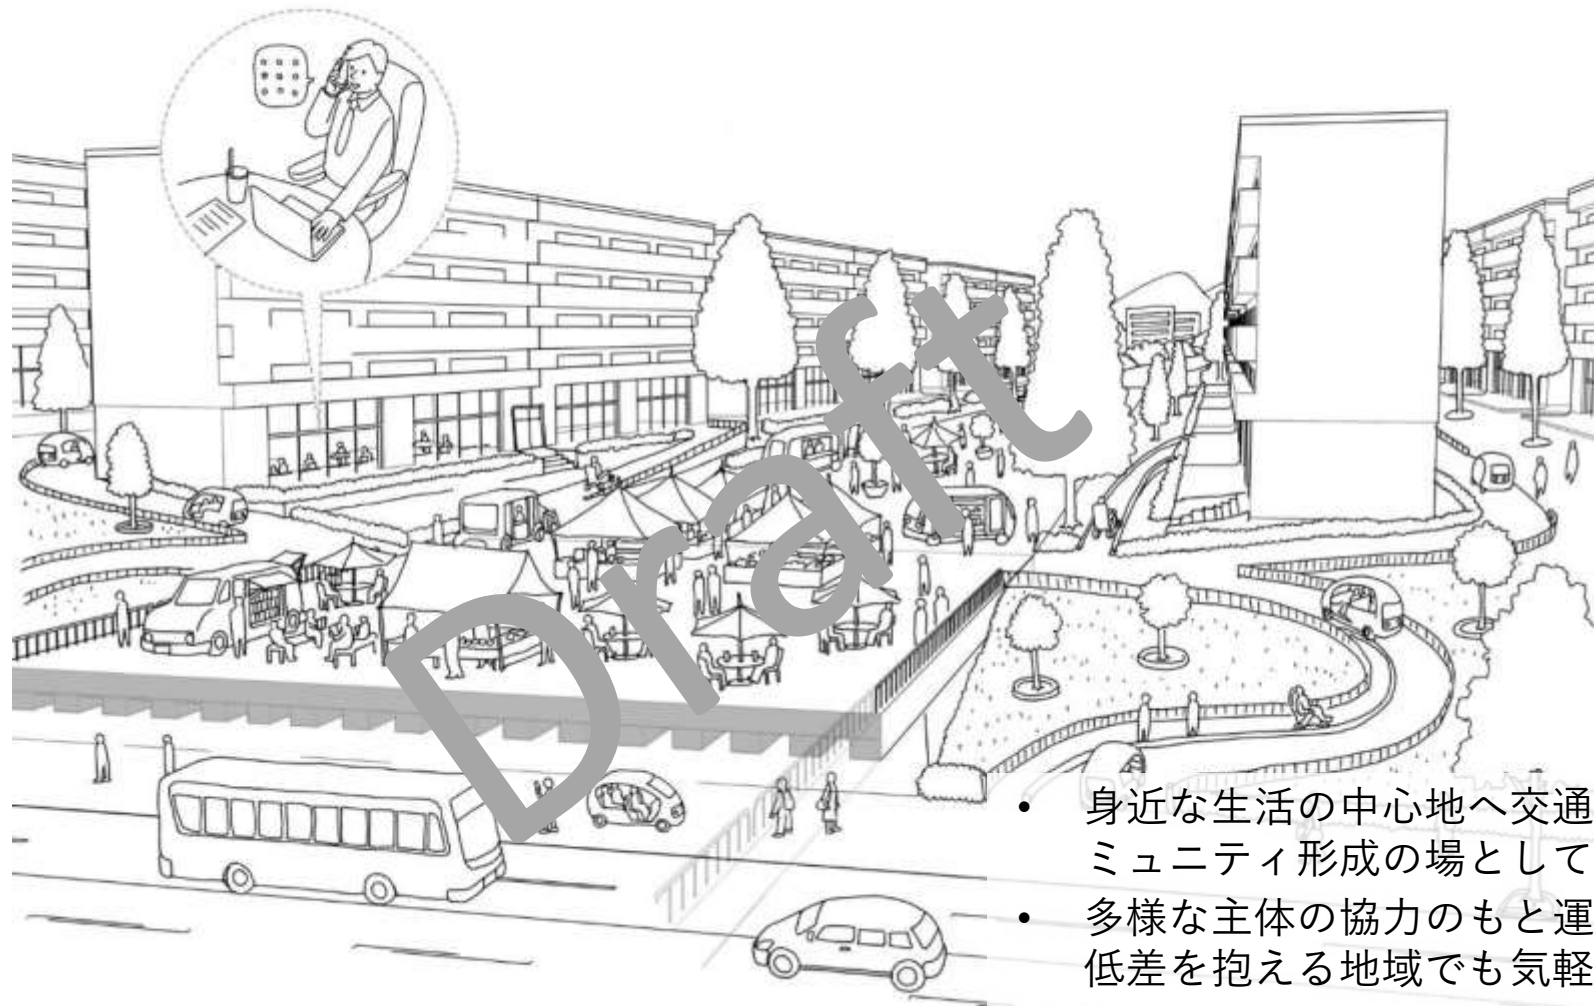 Draft
• 身近な生活の中心地へ交通
ミュニティ形成の場として
• 多様な主体の協力のもと運
低差を抱える地域でも気軽